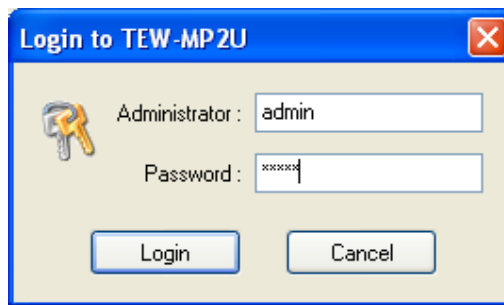 Login to TEW-MP2U
Administrator : admin
Password : *****
Login Cancel